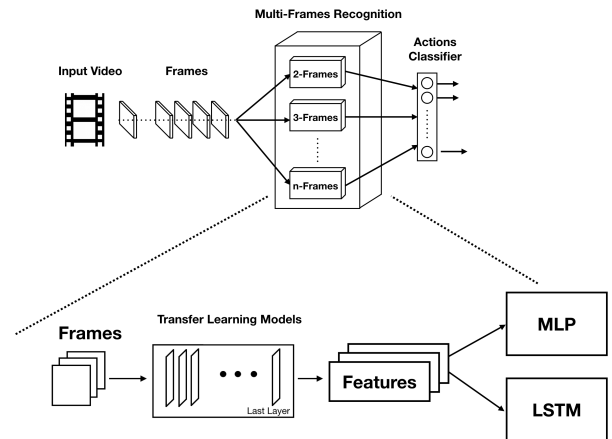 Multi-Frames Recognition
Actions
Classifier
Input Video
Frames
2-Frames
3-Frames
n-Frames
Transfer Learning Models
Frames
Last Layer
Features
MLP
LSTM